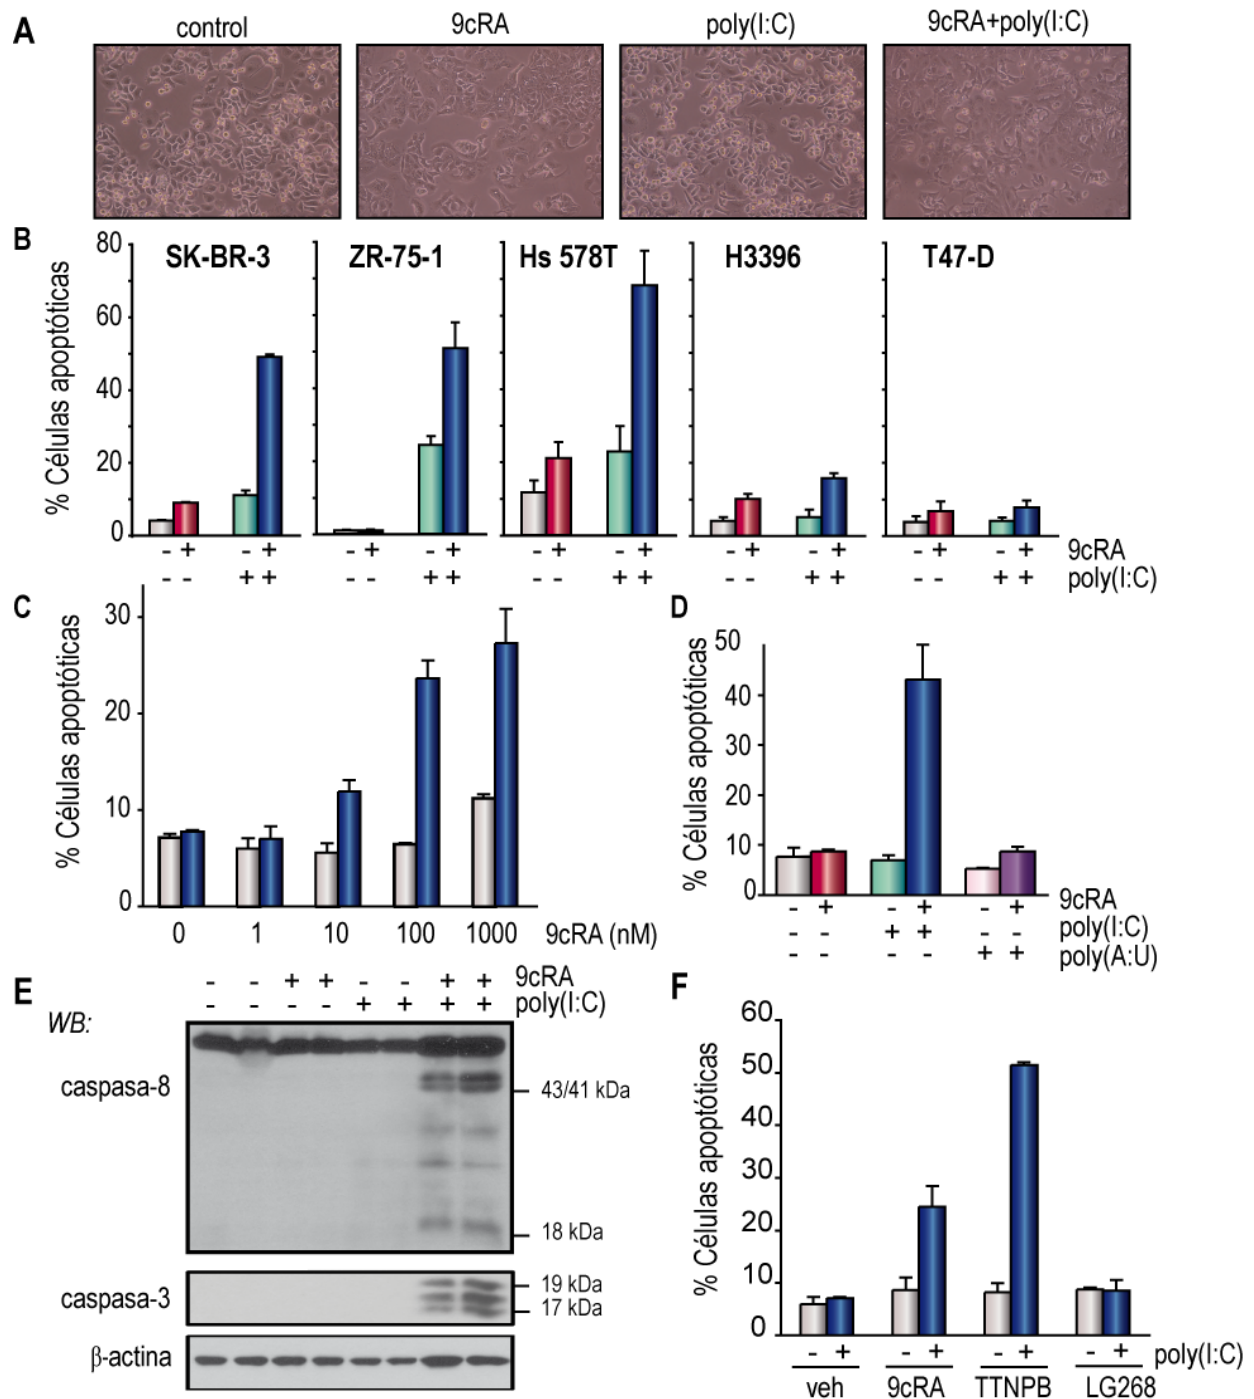 A
control
9cRA
poly(I:C)
9cRA+poly(I:C)
B
% Células apoptóticas
80
60
40
20
0
SK-BR-3
ZR-75-1
Hs 578T
H3396
T47-D
- + - + - + - + - + - + - + - + - + - + 9cRA
- - + + - - + + - - + + - - + + - - + + poly(I:C)
C
% Células apoptóticas
30
20
10
0
0 1 10 100 1000 9cRA (nM)
D
% Células apoptóticas
50
40
30
20
10
0
- + - + - + 9cRA
- - + + - - poly(I:C)
- - - - + + poly(A:U)
E
- - + + - - + + 9cRA
- - - - + + + + poly(I:C)
WB:
caspasa-8
43/41 kDa
18 kDa
caspasa-3
19 kDa
17 kDa
β-actina
F
% Células apoptóticas
60
50
40
30
20
10
0
- + - + - + - + poly(I:C)
veh 9cRA TTNPB LG268